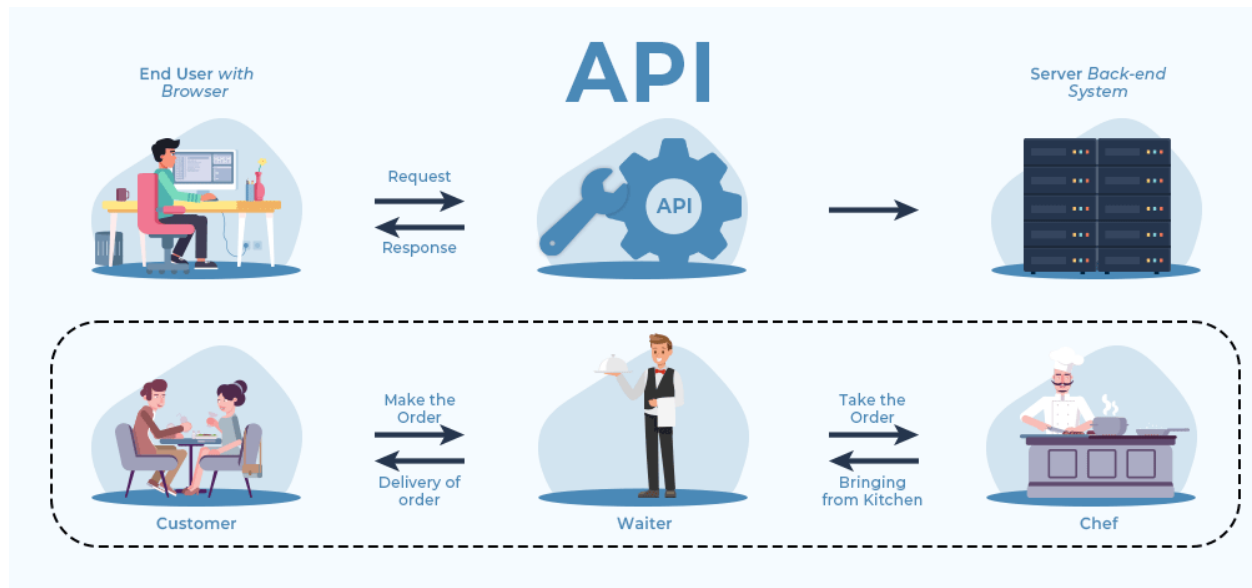 API
End User with
Browser
Server Back-end
System
Request
Response
API
Make the
Order
Delivery of
order
Take the
Order
Bringing
from Kitchen
Customer
Waiter
Chef